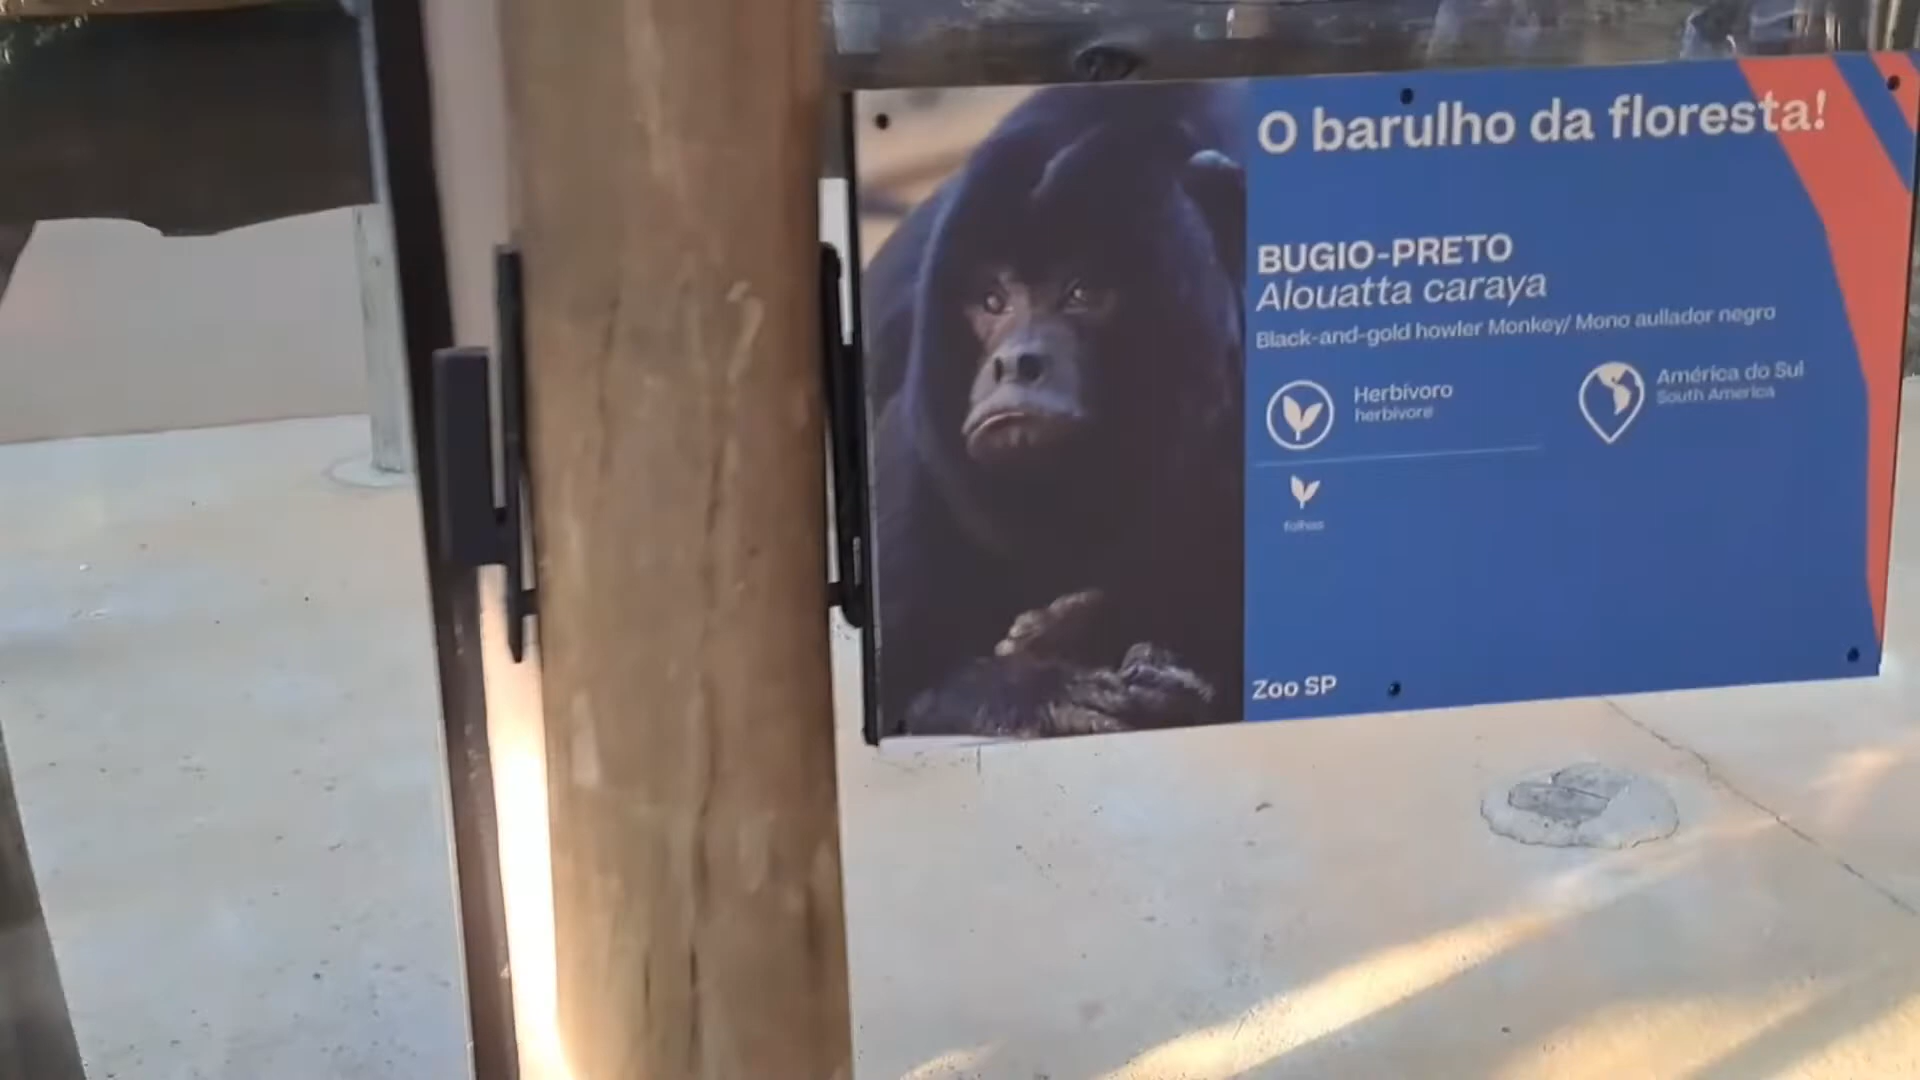 O barulho da floresta!
BUGIO-PRETO
Alouatta caraya
Black-and-gold howler Monkey/ Mono aullador negro
Herbívoro
herbivore
América do Sul
South America
folhas
Zoo SP